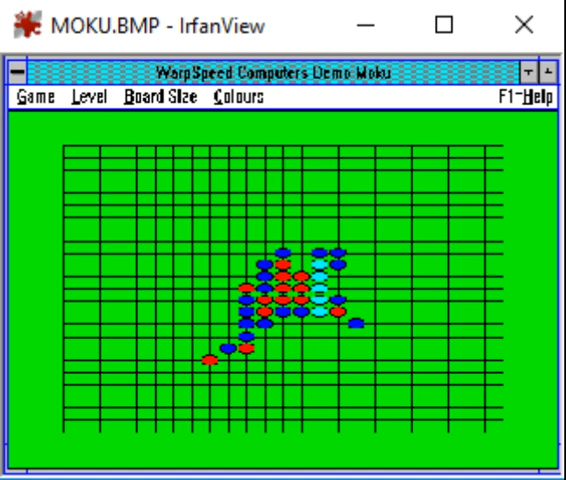 MOKU.BMP - IrfanView
WarpSpeed Computers Demo Moku
Game Level Board Size Colours F1-Help